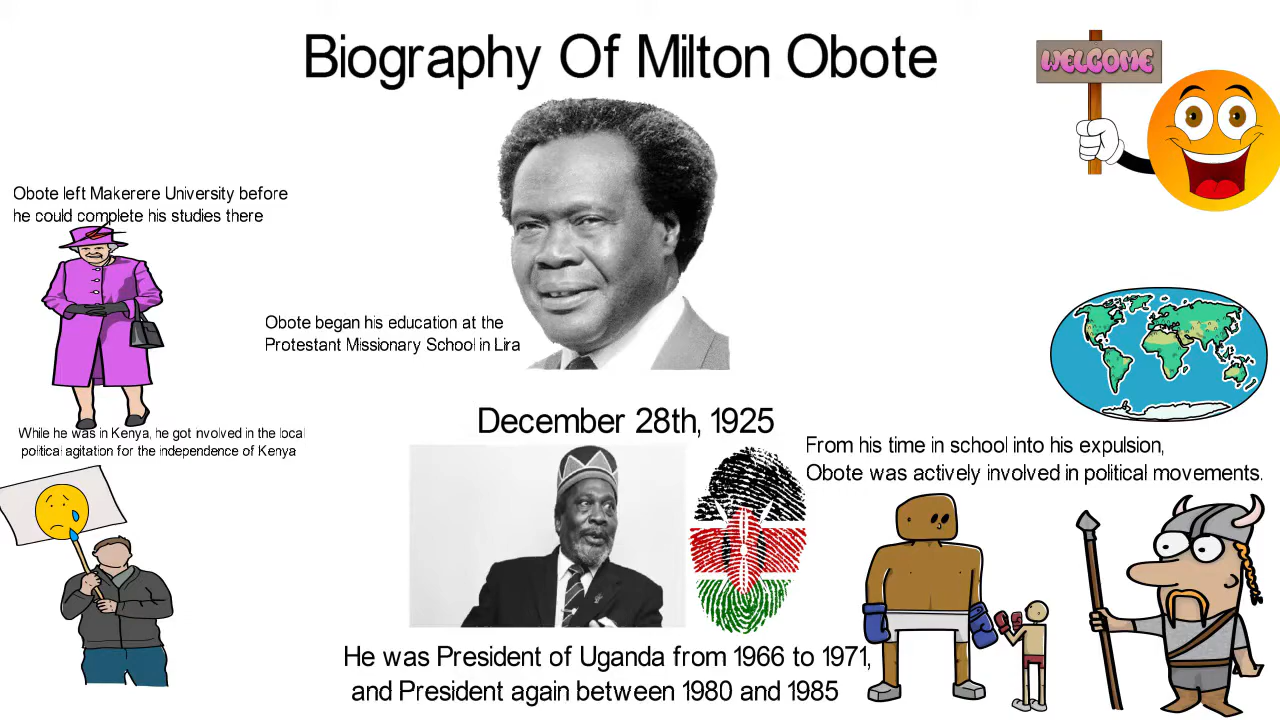 Biography Of Milton Obote
WELCOME
Obote left Makerere University before
he could complete his studies there
Obote began his education at the
Protestant Missionary School in Lira
December 28th, 1925
While he was in Kenya, he got involved in the local
political agitation for the independence of Kenya
From his time in school into his expulsion,
Obote was actively involved in political movements.
He was President of Uganda from 1966 to 1971,
and President again between 1980 and 1985